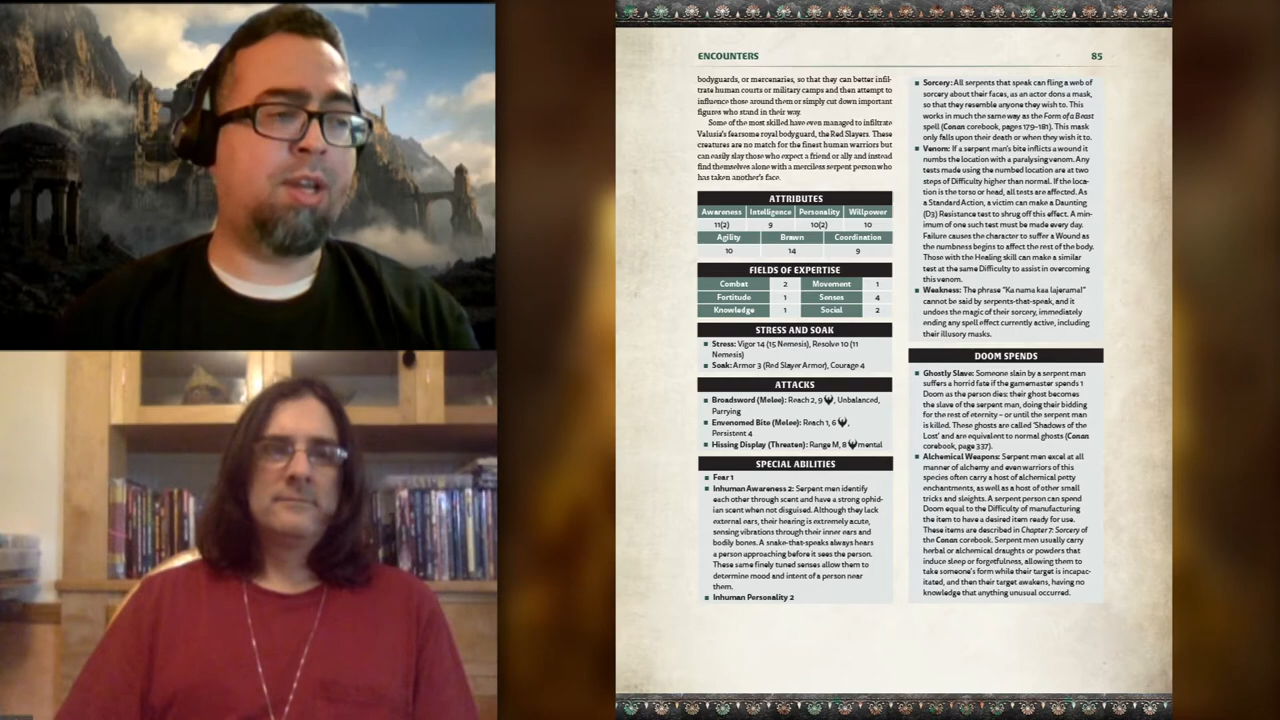 ENCOUNTERS 85
bodyguards, or mercenaries, so that they can better infil-
trate human courts or military camps and then attempt to
influence those around them or simply cut down important
figures who stand in their way.
Some of the most skilled have even managed to infiltrate
Valusia's fearsome royal bodyguard, the Red Slayers. These
creatures are no match for the finest human warriors but
can easily slay those who expect a friend or ally and instead
find themselves alone with a merciless serpent person who
has taken another's face.
ATTRIBUTES
Awareness Intelligence Personality Willpower
11(2) 9 10(2) 10
Agility Brawn Coordination
10 14 9
FIELDS OF EXPERTISE
Combat 2 Movement 1
Fortitude 1 Senses 4
Knowledge 1 Social 2
STRESS AND SOAK
■ Stress: Vigor 14 (15 Nemesis), Resolve 10 (11
Nemesis)
■ Soak: Armor 3 (Red Slayer Armor), Courage 4
ATTACKS
■ Broadsword (Melee): Reach 2, 9 , Unbalanced,
Parrying
■ Envenomed Bite (Melee): Reach 1, 6 ,
Persistent 4
■ Hissing Display (Threaten): Range M, 8 mental
SPECIAL ABILITIES
■ Fear 1
■ Inhuman Awareness 2: Serpent men identify
each other through scent and have a strong ophid-
ian scent when not disguised. Although they lack
external ears, their hearing is extremely acute,
sensing vibrations through their inner ears and
bodily bones. A snake-that-speaks always hears
a person approaching before it sees the person.
These same finely tuned senses allow them to
determine mood and intent of a person near
them.
■ Inhuman Personality 2
■ Sorcery: All serpents that speak can fling a web of
sorcery about their faces, as an actor dons a mask,
so that they resemble anyone they wish to. This
works in much the same way as the Form of a Beast
spell (Conan corebook, pages 179–181). This mask
only falls upon their death or when they wish it to.
■ Venom: If a serpent man's bite inflicts a wound it
numbs the location with a paralysing venom. Any
tests made using the numbed location are at two
steps of Difficulty higher than normal. If the loca-
tion is the torso or head, all tests are affected. As
a Standard Action, a victim can make a Daunting
(D3) Resistance test to shrug off this effect. A min-
imum of one such test must be made every day.
Failure causes the character to suffer a Wound as
the numbness begins to affect the rest of the body.
Those with the Healing skill can make a similar
test at the same Difficulty to assist in overcoming
this venom.
■ Weakness: The phrase "Ka nama kaa lajerama!"
cannot be said by serpents-that-speak, and it
undoes the magic of their sorcery, immediately
ending any spell effect currently active, including
their illusory masks.
DOOM SPENDS
■ Ghostly Slave: Someone slain by a serpent man
suffers a horrid fate if the gamemaster spends 1
Doom as the person dies: their ghost becomes
the slave of the serpent man, doing their bidding
for the rest of eternity – or until the serpent man
is killed. These ghosts are called 'Shadows of the
Lost' and are equivalent to normal ghosts (Conan
corebook, page 337).
■ Alchemical Weapons: Serpent men excel at all
manner of alchemy and even warriors of this
species often carry a host of alchemical petty
enchantments, as well as a host of other small
tricks and sleights. A serpent person can spend
Doom equal to the Difficulty of manufacturing
the item to have a desired item ready for use.
These items are described in Chapter 7: Sorcery of
the Conan corebook. Serpent men usually carry
herbal or alchemical draughts or powders that
induce sleep or forgetfulness, allowing them to
take someone's form while their target is incapac-
itated, and then their target awakens, having no
knowledge that anything unusual occurred.